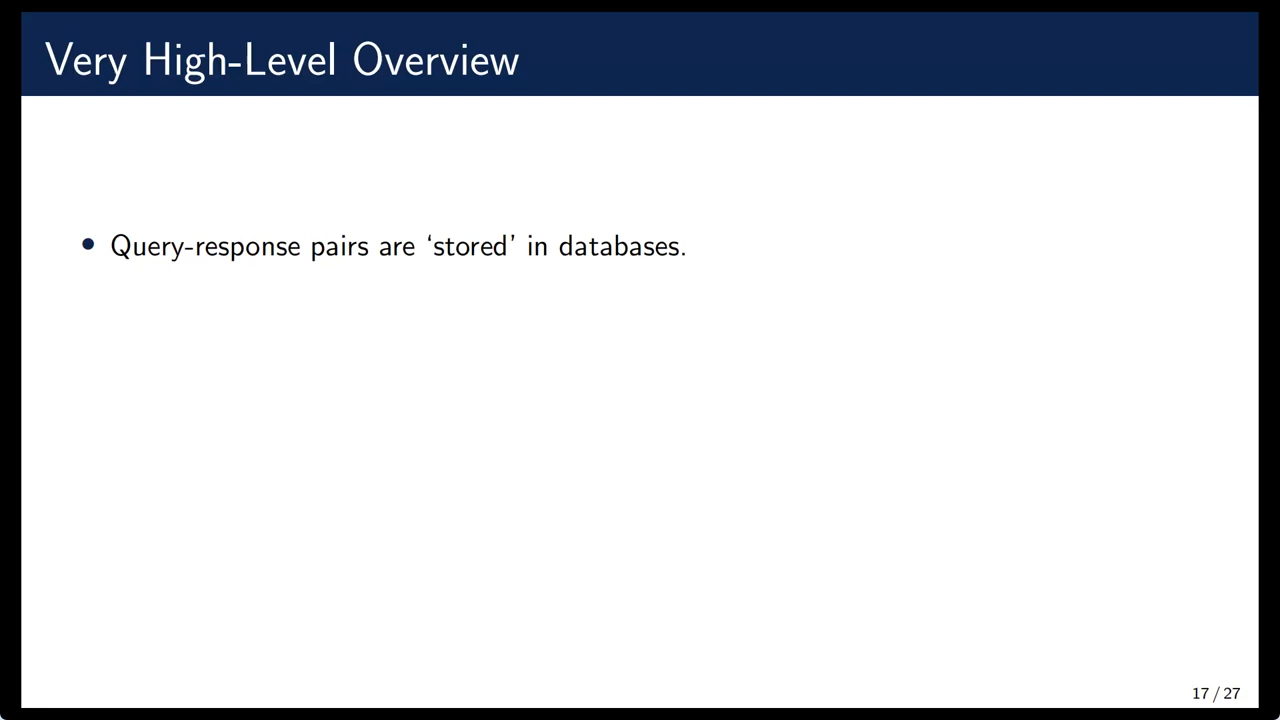 Very High-Level Overview
• Query-response pairs are ‘stored’ in databases.
17 / 27